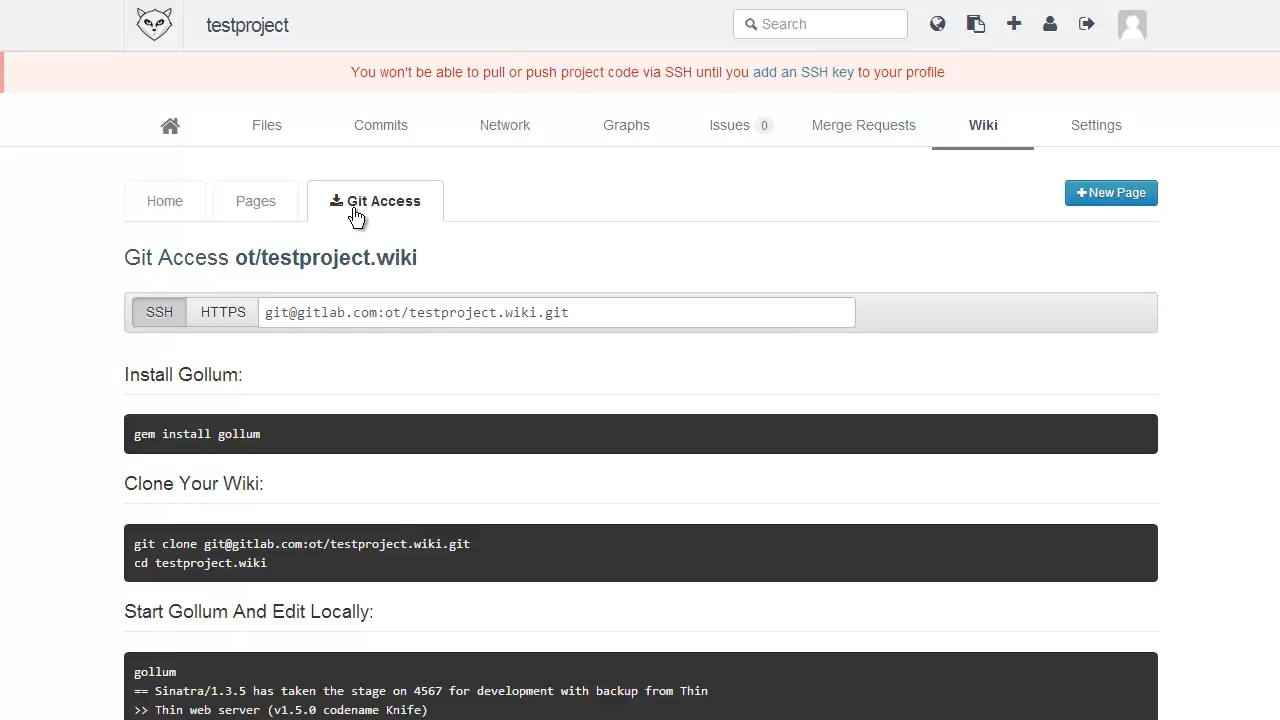 testproject
Search
You won't be able to pull or push project code via SSH until you add an SSH key to your profile
Files Commits Network Graphs Issues 0 Merge Requests Wiki Settings
Home Pages Git Access New Page
Git Access ot/testproject.wiki
SSH HTTPS git@gitlab.com:ot/testproject.wiki.git
Install Gollum:
gem install gollum
Clone Your Wiki:
git clone git@gitlab.com:ot/testproject.wiki.git
cd testproject.wiki
Start Gollum And Edit Locally:
gollum
== Sinatra/1.3.5 has taken the stage on 4567 for development with backup from Thin
>> Thin web server (v1.5.0 codename Knife)